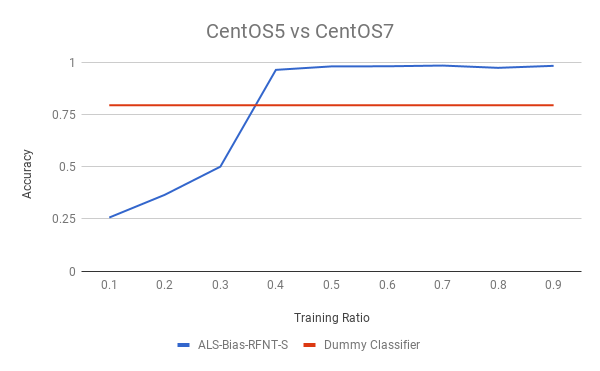 CentOS5 vs CentOS7
1
0.75
0.5
0.25
0
Accuracy
0.1 0.2 0.3 0.4 0.5 0.6 0.7 0.8 0.9
Training Ratio
ALS-Bias-RFNT-S Dummy Classifier